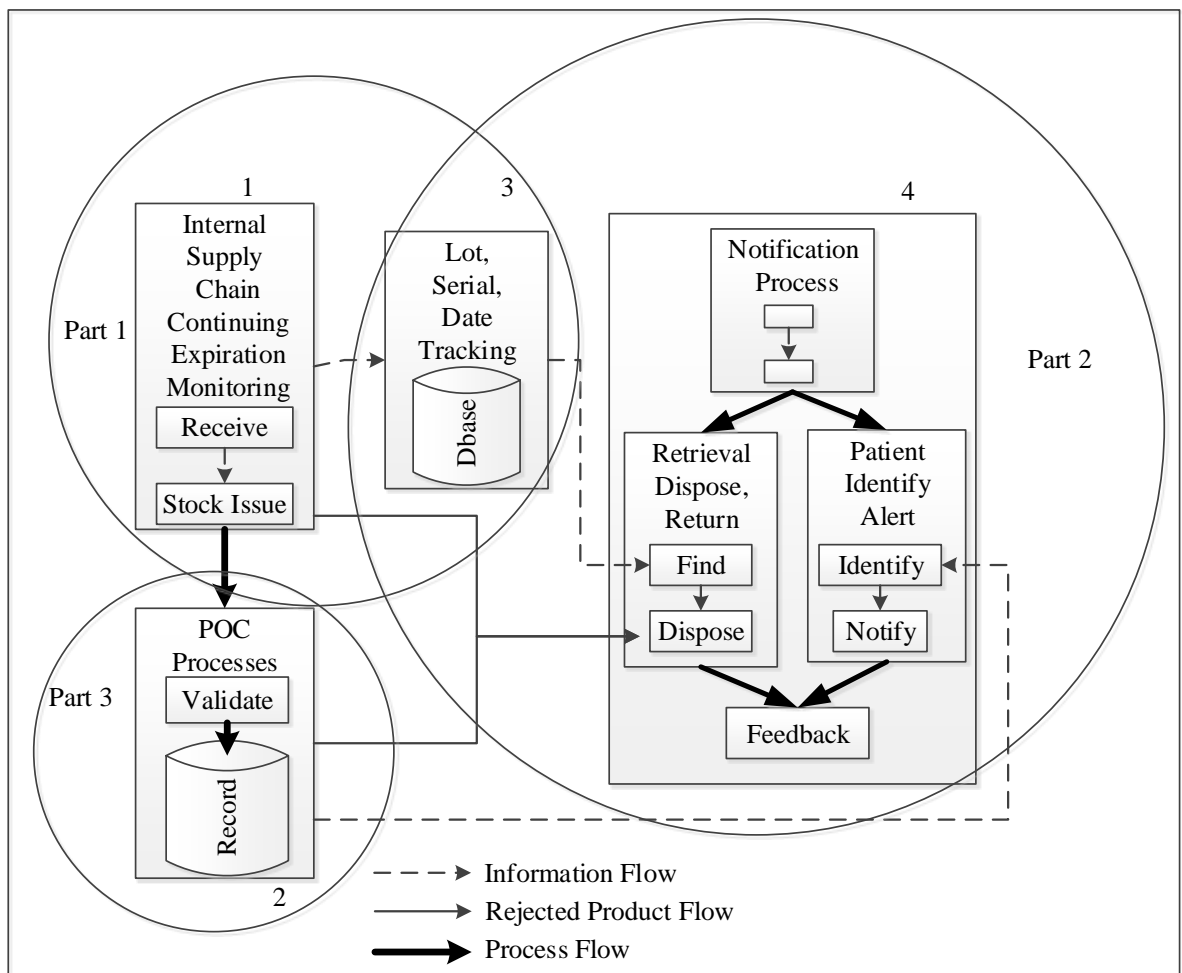 1
Internal
Supply
Chain
Continuing
Expiration
Monitoring
Receive
Stock Issue
Part 1
3
Lot,
Serial,
Date
Tracking
Dbase
4
Notification
Process
Part 2
Retrieval
Dispose,
Return
Find
Dispose
Patient
Identify
Alert
Identify
Notify
Feedback
Part 3
POC
Processes
Validate
Record
2
Information Flow
Rejected Product Flow
Process Flow